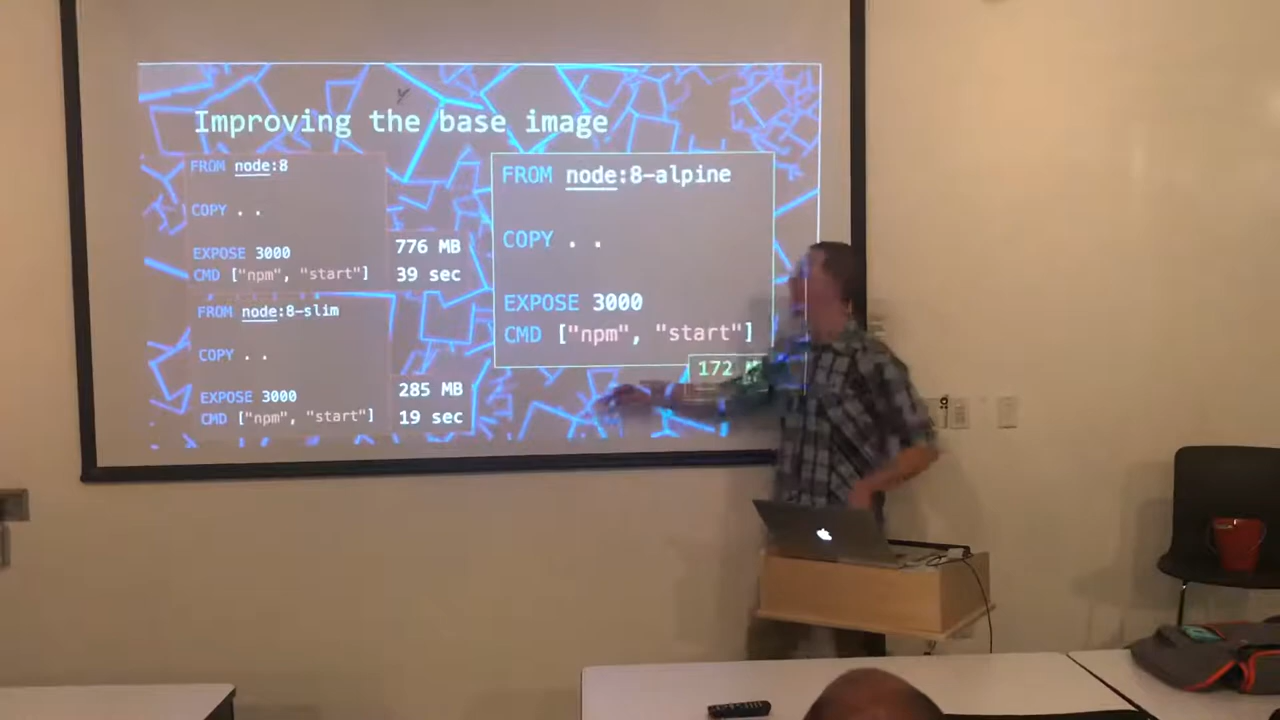 Improving the base image
FROM node:8
COPY . .
EXPOSE 3000
CMD ["npm", "start"]
776 MB
39 sec
FROM node:8-slim
COPY . .
EXPOSE 3000
CMD ["npm", "start"]
285 MB
19 sec
FROM node:8-alpine
COPY . .
EXPOSE 3000
CMD ["npm", "start"]
172